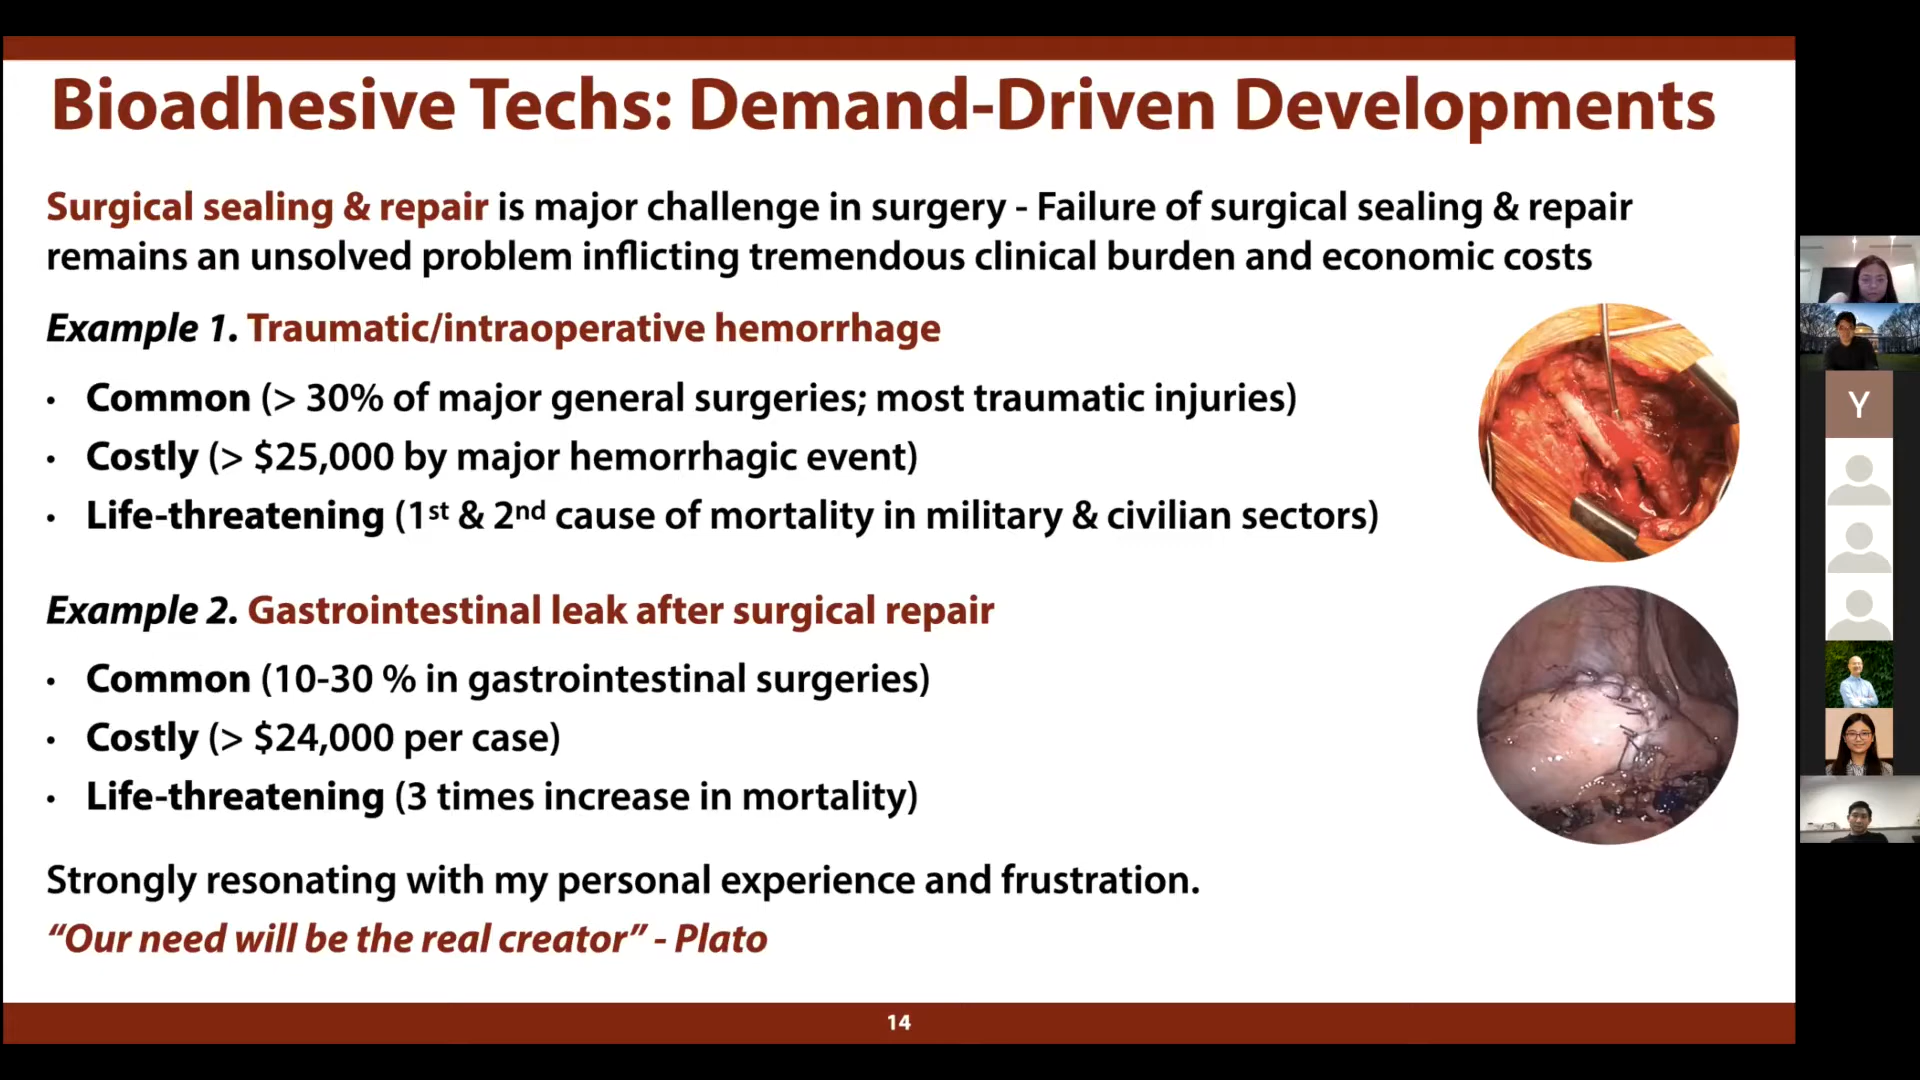 Bioadhesive Techs: Demand-Driven Developments
Surgical sealing & repair is major challenge in surgery - Failure of surgical sealing & repair
remains an unsolved problem inflicting tremendous clinical burden and economic costs
Example 1. Traumatic/intraoperative hemorrhage
• Common (> 30% of major general surgeries; most traumatic injuries)
• Costly (> $25,000 by major hemorrhagic event)
• Life-threatening (1st & 2nd cause of mortality in military & civilian sectors)
Example 2. Gastrointestinal leak after surgical repair
• Common (10-30 % in gastrointestinal surgeries)
• Costly (> $24,000 per case)
• Life-threatening (3 times increase in mortality)
Strongly resonating with my personal experience and frustration.
“Our need will be the real creator” - Plato
14
Y